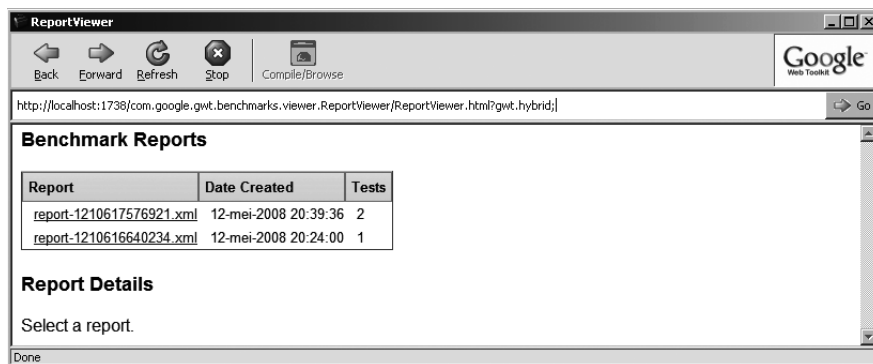 ReportViewer
Back Forward Refresh Stop Compile/Browse
Google
Web Toolkit
http://localhost:1738/com.google.gwt.benchmarks.viewer.ReportViewer/ReportViewer.html?gwt.hybrid;
Go
Benchmark Reports
Report Date Created Tests
report-1210617576921.xml 12-mei-2008 20:39:36 2
report-1210616640234.xml 12-mei-2008 20:24:00 1
Report Details
Select a report.
Done